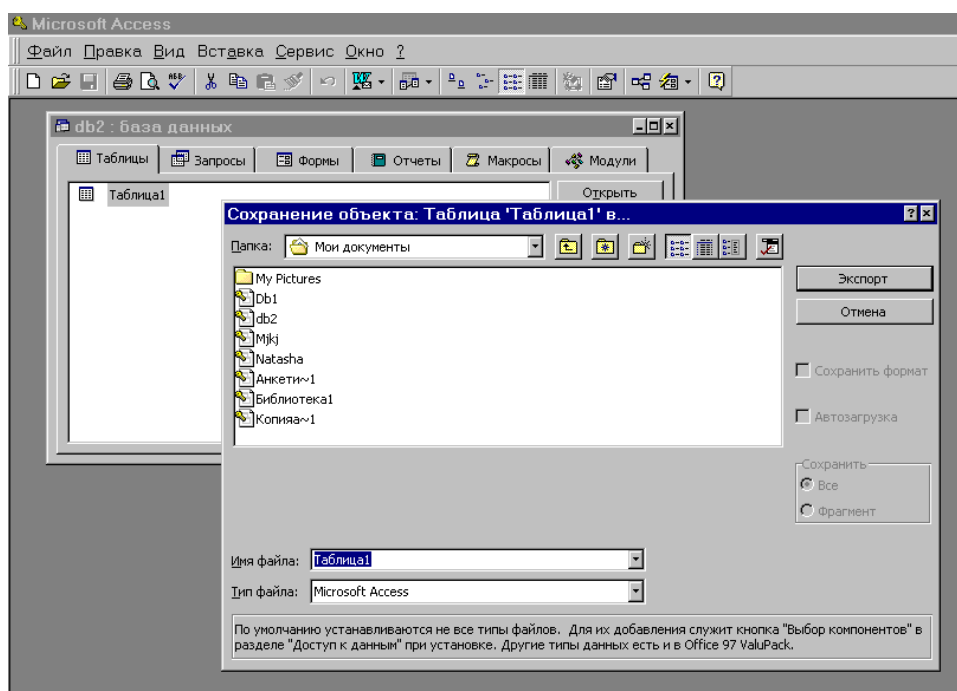 Microsoft Access
Файл Правка Вид Вставка Сервис Окно ?
db2 : база данных
Таблицы Запросы Формы Отчеты Макросы Модули
Таблица1
Открыть
Сохранение объекта: Таблица 'Таблица1' в...
Папка: Мои документы
My Pictures
Db1
db2
Mjkj
Natasha
Анкети~1
Библиотека1
Копияа~1
Экспорт
Отмена
Сохранить формат
Автозагрузка
Сохранить
Все
Фрагмент
Имя файла: Таблица1
Тип файла: Microsoft Access
По умолчанию устанавливаются не все типы файлов. Для их добавления служит кнопка "Выбор компонентов" в
разделе "Доступ к данным" при установке. Другие типы данных есть и в Office 97 ValuPack.